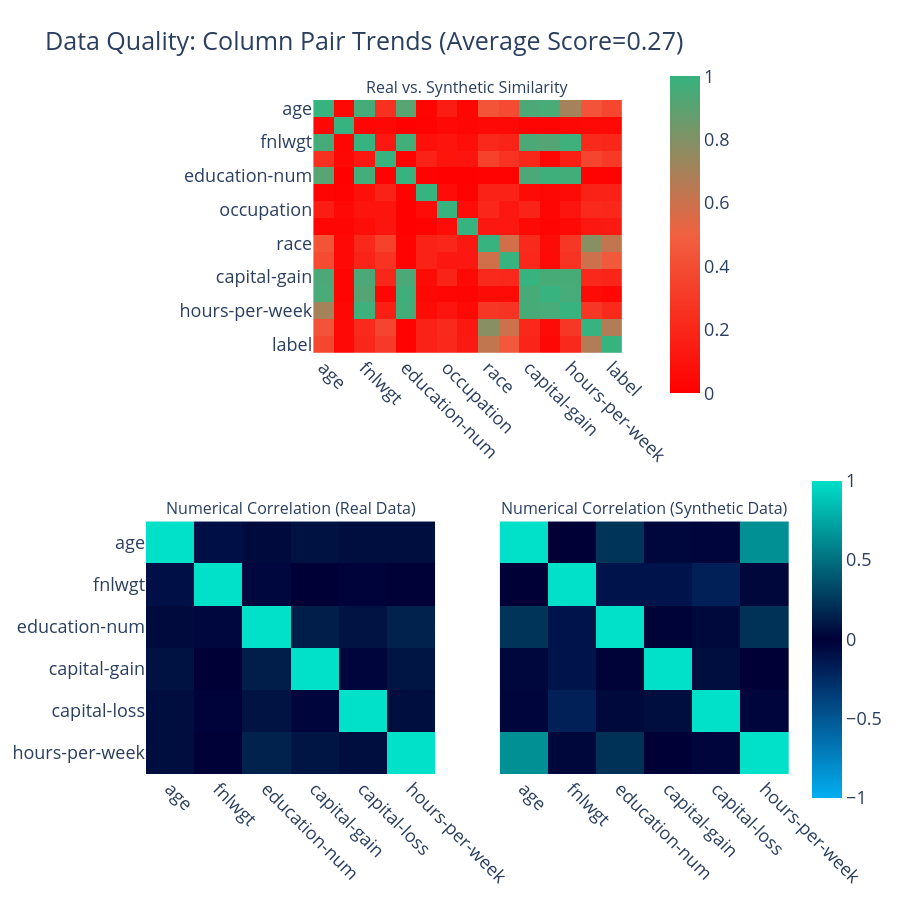 Data Quality: Column Pair Trends (Average Score=0.27)
Real vs. Synthetic Similarity
age
fnlwgt
education-num
occupation
race
capital-gain
hours-per-week
label
age
fnlwgt
education-num
occupation
race
capital-gain
hours-per-week
label
1
0.8
0.6
0.4
0.2
0
Numerical Correlation (Real Data)
age
fnlwgt
education-num
capital-gain
capital-loss
hours-per-week
age
fnlwgt
education-num
capital-gain
capital-loss
hours-per-week
Numerical Correlation (Synthetic Data)
age
fnlwgt
education-num
capital-gain
capital-loss
hours-per-week
1
0.5
0
−0.5
−1